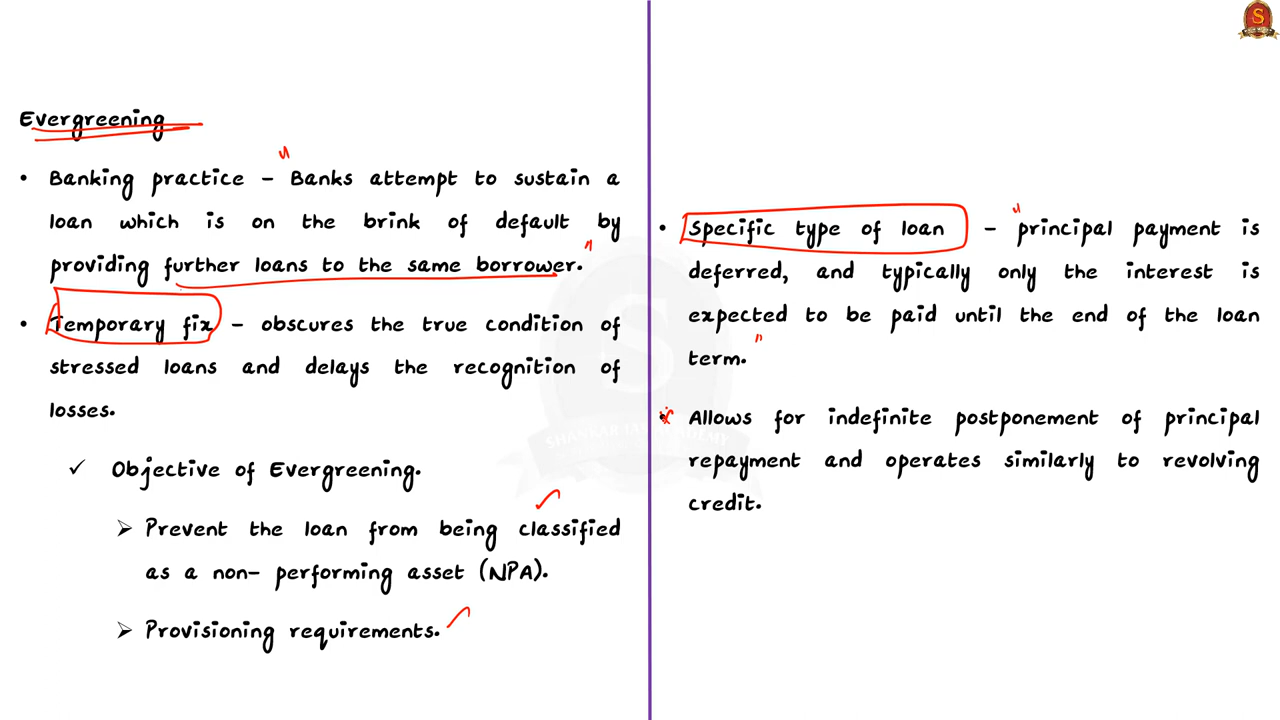 Evergreening
• Banking practice – "Banks attempt to sustain a
loan which is on the brink of default by
providing further loans to the same borrower."
• Temporary fix – obscures the true condition of
stressed loans and delays the recognition of
losses.
✓ Objective of Evergreening.
➢ Prevent the loan from being classified
as a non- performing asset (NPA).
➢ Provisioning requirements.
• Specific type of loan – "principal payment is
deferred, and typically only the interest is
expected to be paid until the end of the loan
term."
• Allows for indefinite postponement of principal
repayment and operates similarly to revolving
credit.
S